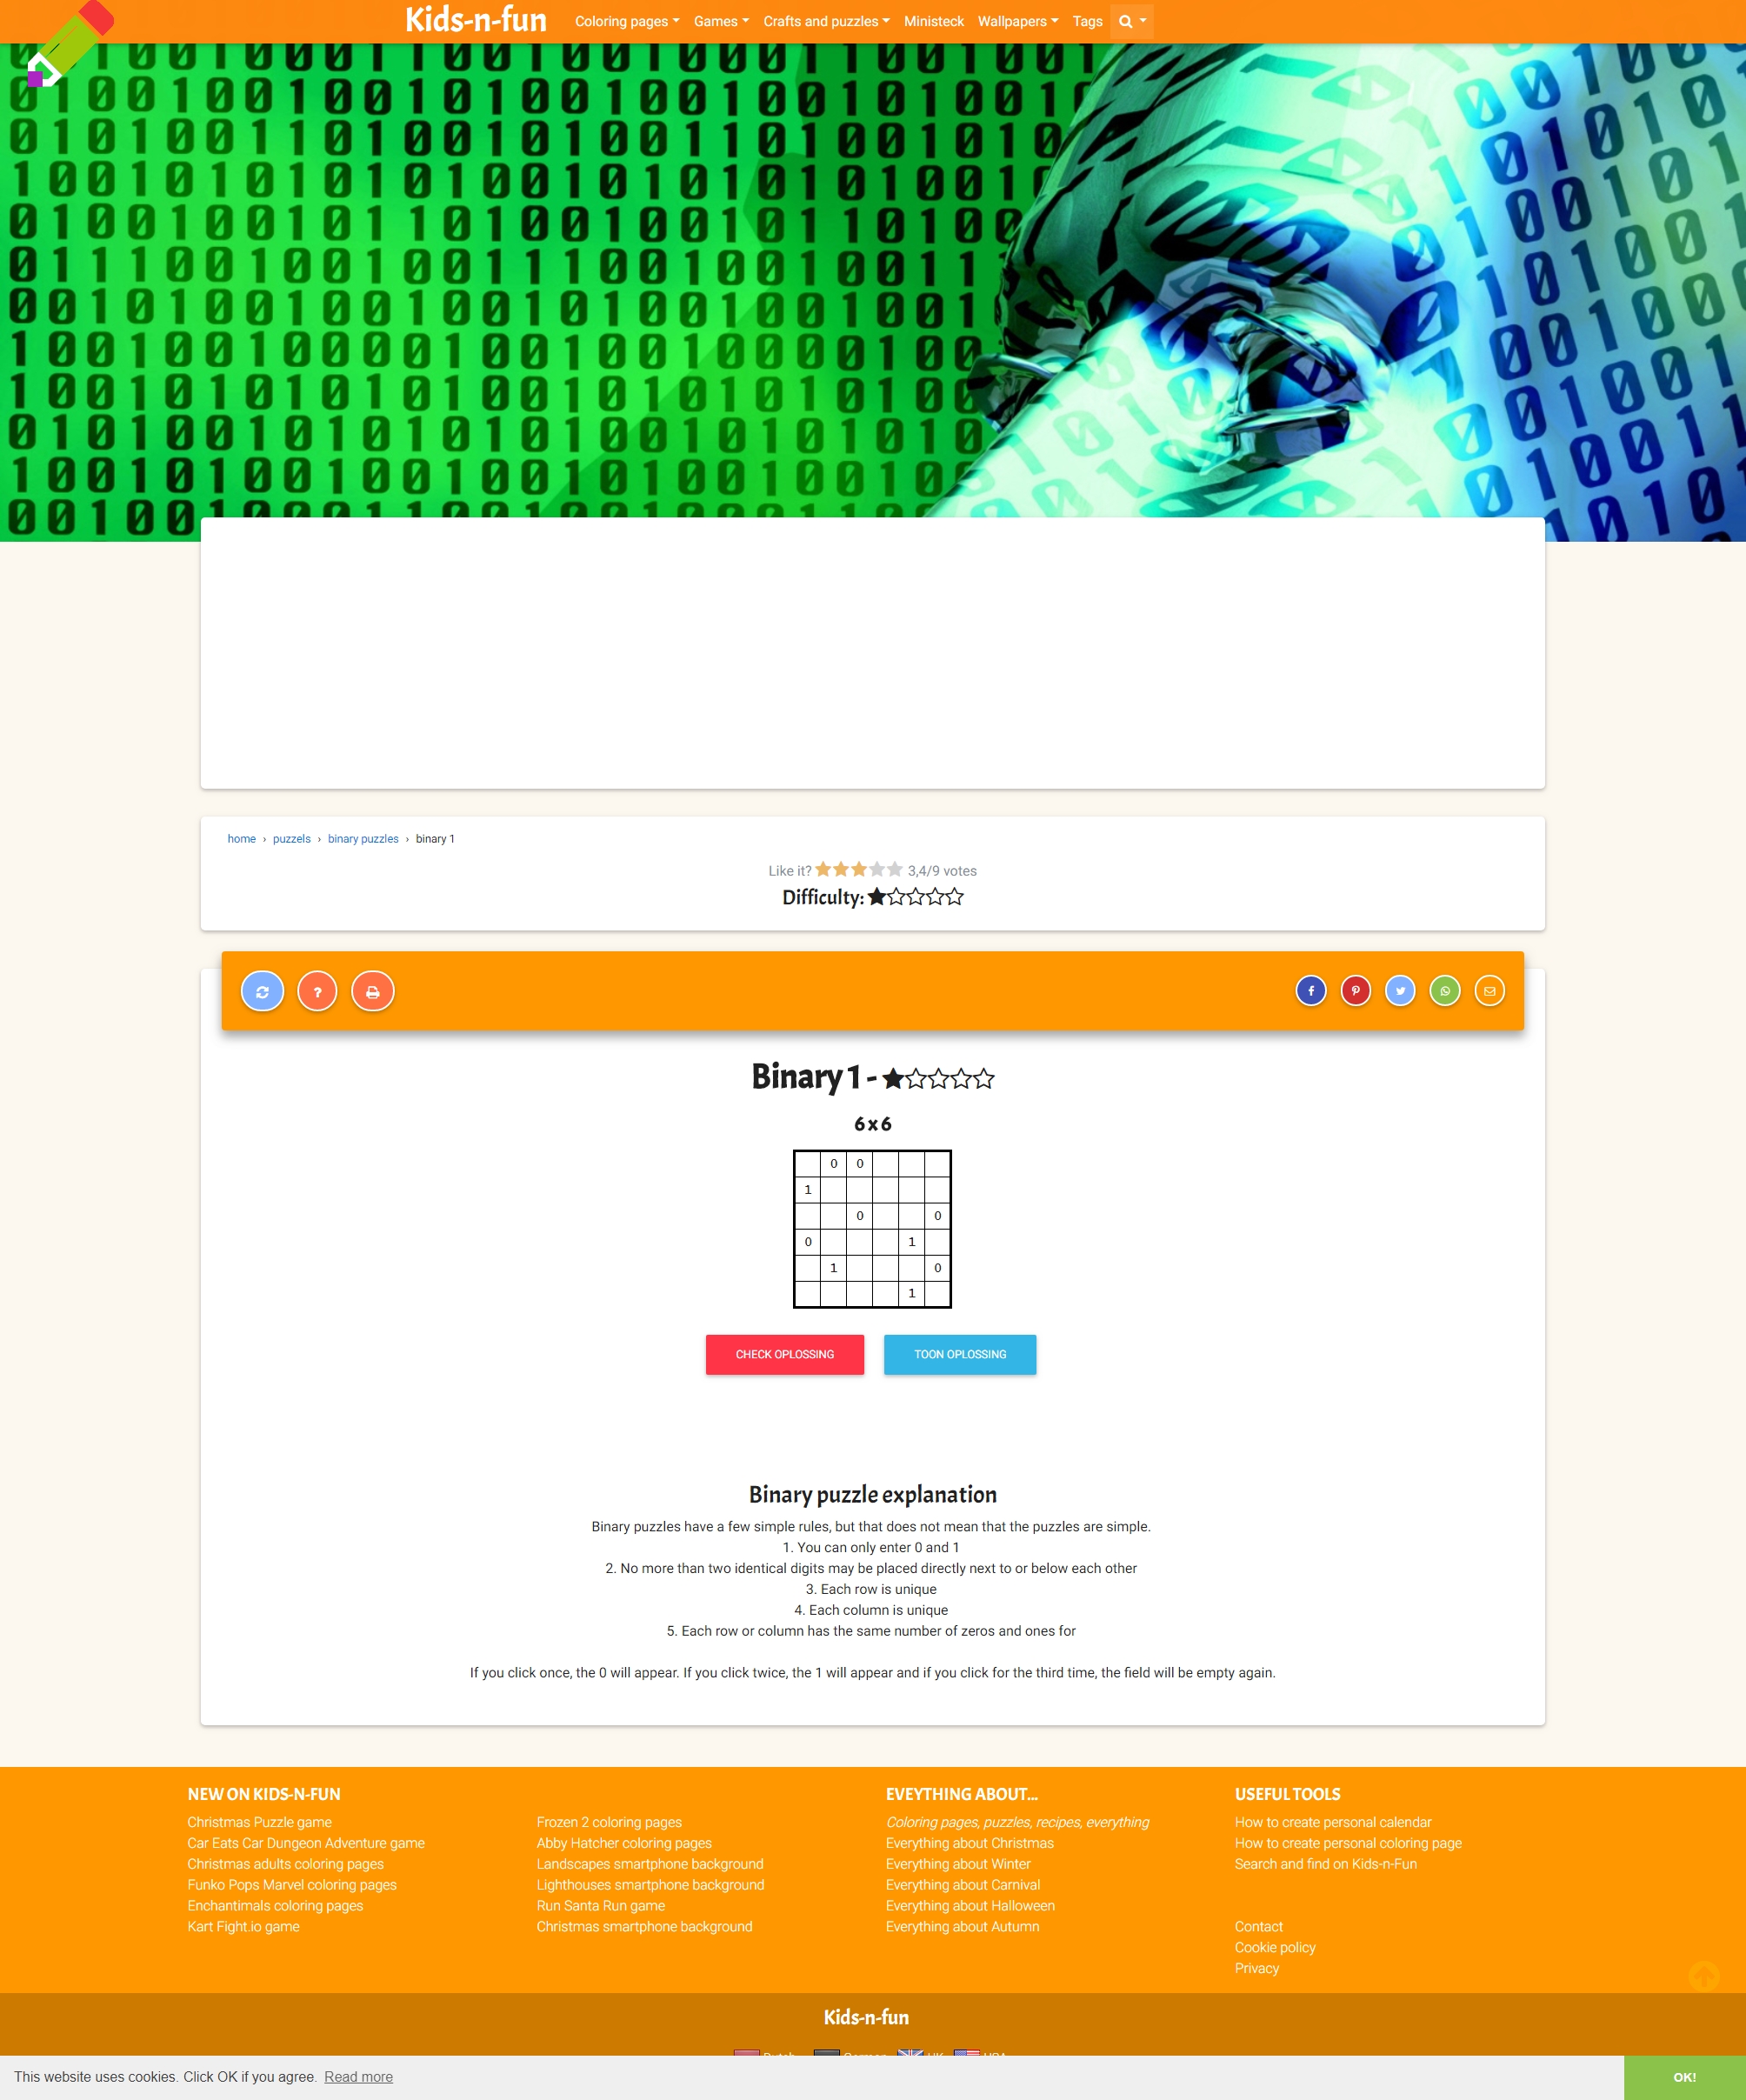 Kids-n-fun Coloring pages Games Crafts and puzzles Ministeck Wallpapers Tags
home › puzzels › binary puzzles › binary 1
Like it? 3,4/9 votes
Difficulty:
Binary 1 -
6 x 6
0 0
1
0 0
0 1
1 0
1
CHECK OPLOSSING TOON OPLOSSING
Binary puzzle explanation
Binary puzzles have a few simple rules, but that does not mean that the puzzles are simple.
1. You can only enter 0 and 1
2. No more than two identical digits may be placed directly next to or below each other
3. Each row is unique
4. Each column is unique
5. Each row or column has the same number of zeros and ones for
If you click once, the 0 will appear. If you click twice, the 1 will appear and if you click for the third time, the field will be empty again.
NEW ON KIDS-N-FUN
Christmas Puzzle game
Car Eats Car Dungeon Adventure game
Christmas adults coloring pages
Funko Pops Marvel coloring pages
Enchantimals coloring pages
Kart Fight io game
Frozen 2 coloring pages
Abby Hatcher coloring pages
Landscapes smartphone background
Lighthouses smartphone background
Run Santa Run game
Christmas smartphone background
EVEYTHING ABOUT...
Coloring pages, puzzles, recipes, everything
Everything about Christmas
Everything about Winter
Everything about Carnival
Everything about Halloween
Everything about Autumn
USEFUL TOOLS
How to create personal calendar
How to create personal coloring page
Search and find on Kids-n-Fun
Contact
Cookie policy
Privacy
Kids-n-fun
This website uses cookies. Click OK if you agree. Read more OK!